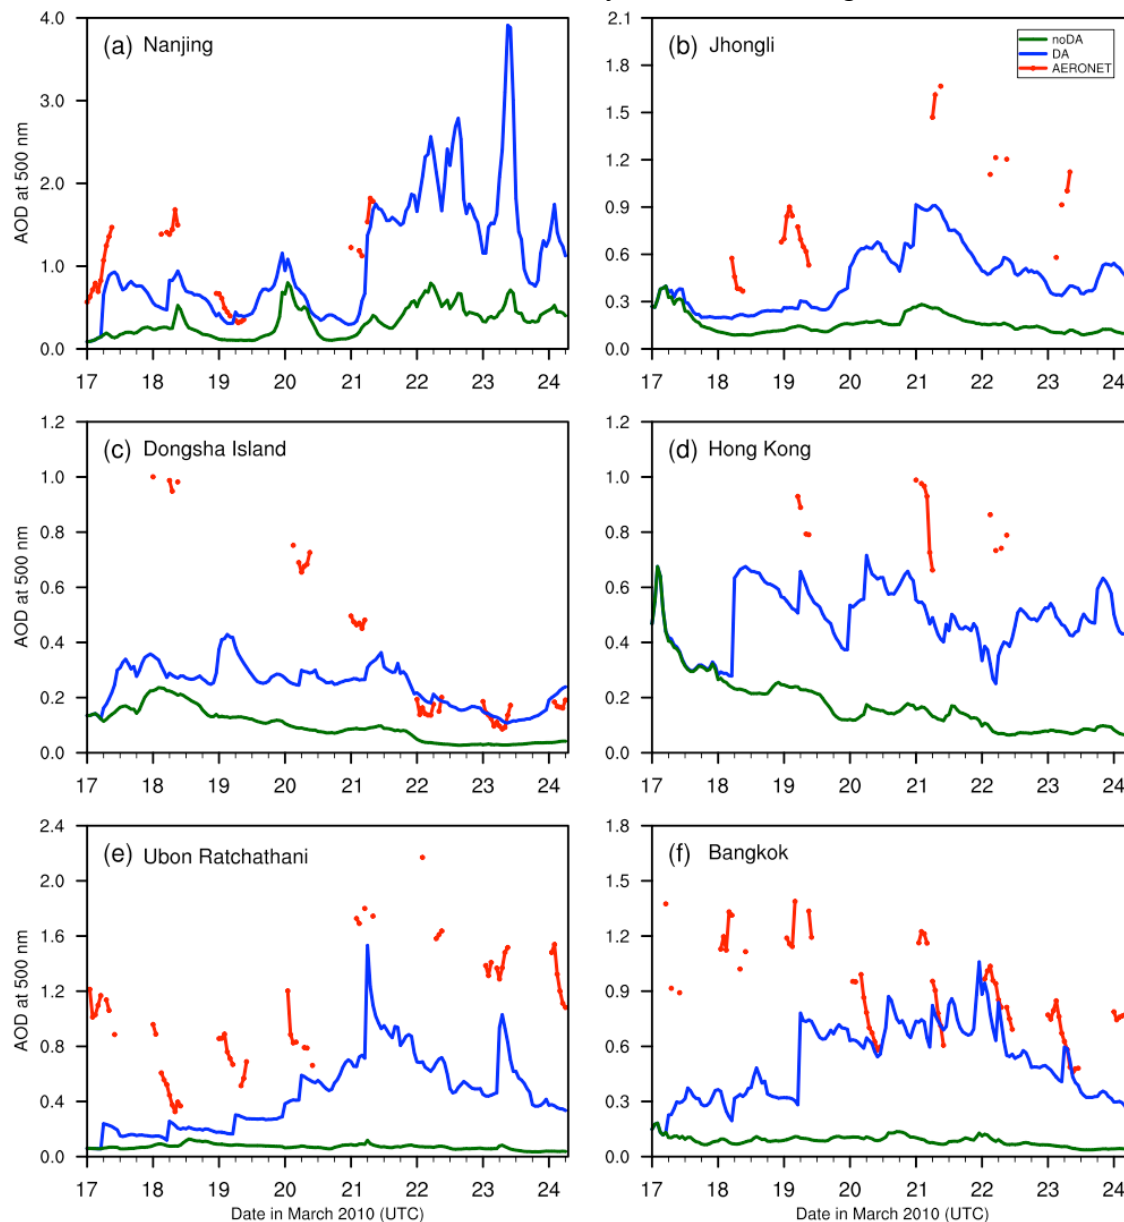 4.0
3.0
2.0
1.0
0.0
AOD at 500 nm
(a) Nanjing
17 18 19 20 21 22 23 24
2.1
1.8
1.5
1.2
0.9
0.6
0.3
0.0
(b) Jhongli
noDA
DA
AERONET
17 18 19 20 21 22 23 24
1.2
1.0
0.8
0.6
0.4
0.2
0.0
AOD at 500 nm
(c) Dongsha Island
17 18 19 20 21 22 23 24
1.2
1.0
0.8
0.6
0.4
0.2
0.0
(d) Hong Kong
17 18 19 20 21 22 23 24
2.4
2.0
1.6
1.2
0.8
0.4
0.0
AOD at 500 nm
(e) Ubon Ratchathani
17 18 19 20 21 22 23 24
Date in March 2010 (UTC)
1.8
1.5
1.2
0.9
0.6
0.3
0.0
(f) Bangkok
17 18 19 20 21 22 23 24
Date in March 2010 (UTC)